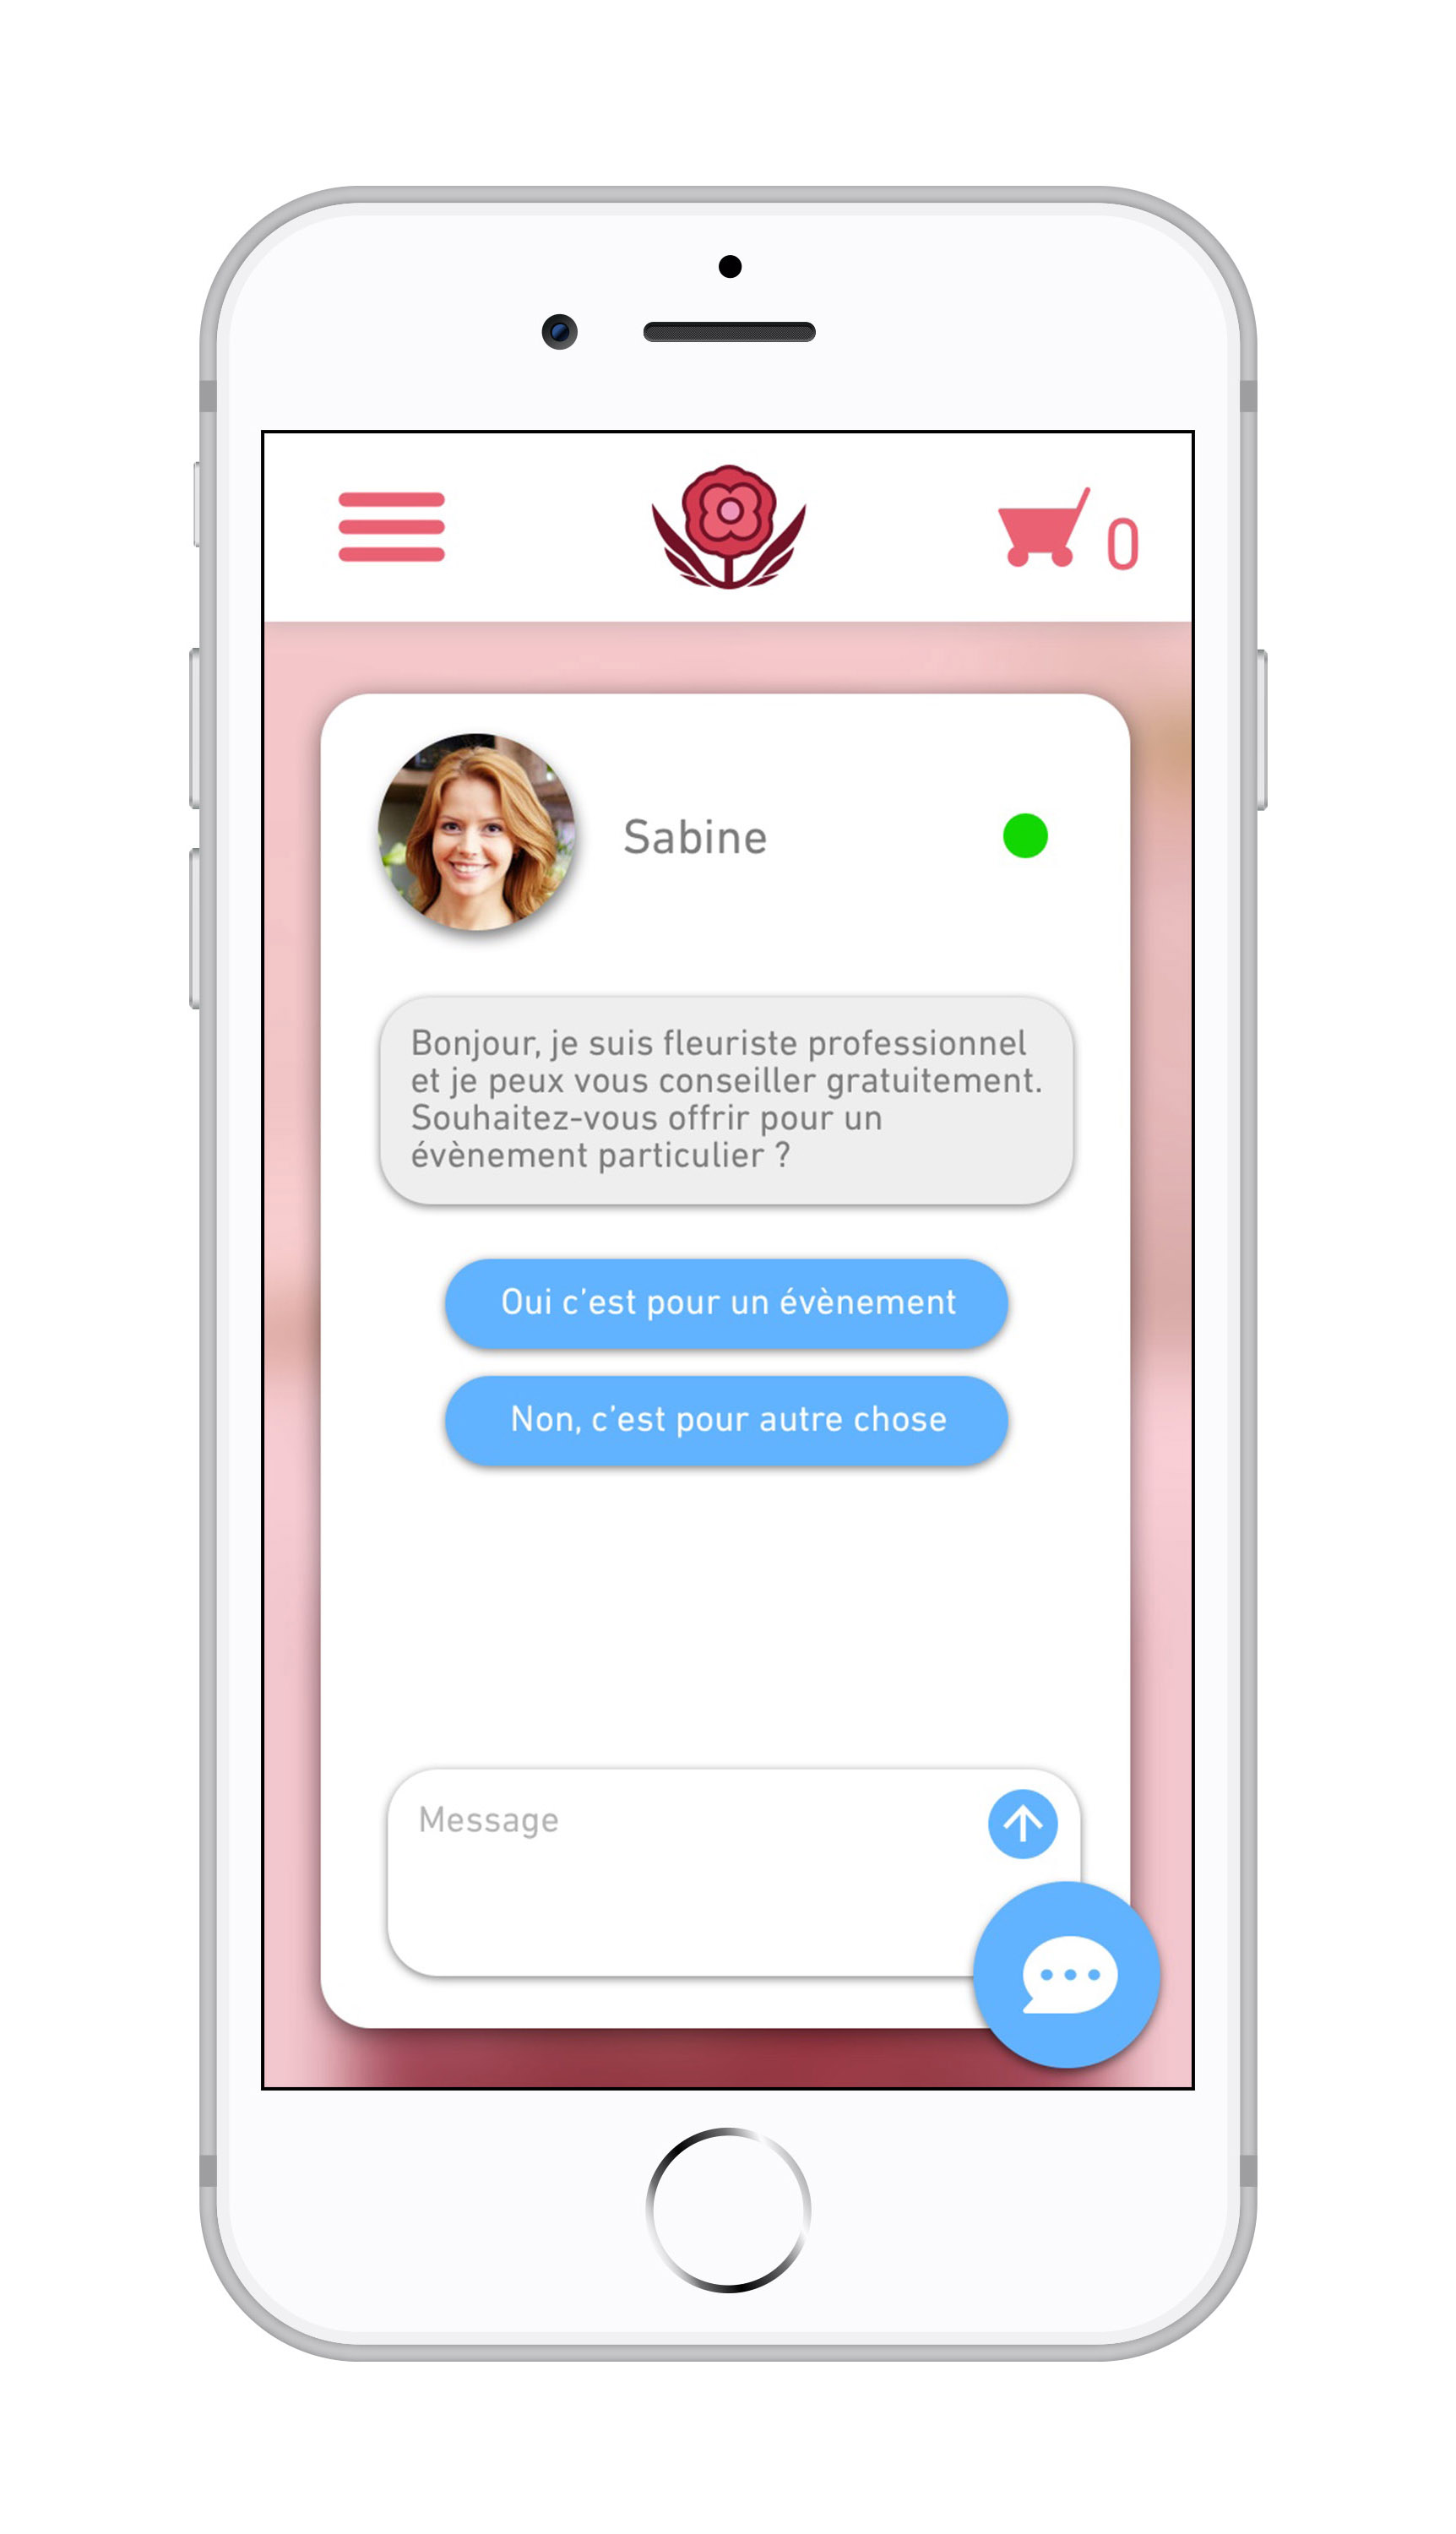 0
Sabine
Bonjour, je suis fleuriste professionnel
et je peux vous conseiller gratuitement.
Souhaitez-vous offrir pour un
évènement particulier ?
Oui c’est pour un évènement
Non, c’est pour autre chose
Message